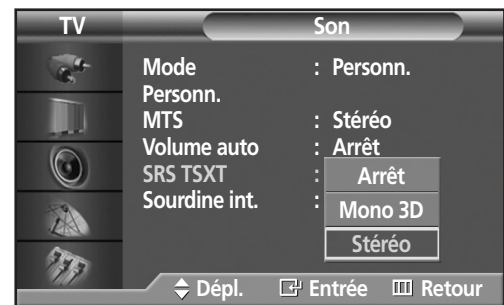 TV Son
Mode : Personn.
Personn.
MTS : Stéréo
Volume auto : Arrêt
SRS TSXT :
Arrêt
Sourdine int. :
Mono 3D
Stéréo
Dépl. Entrée Retour